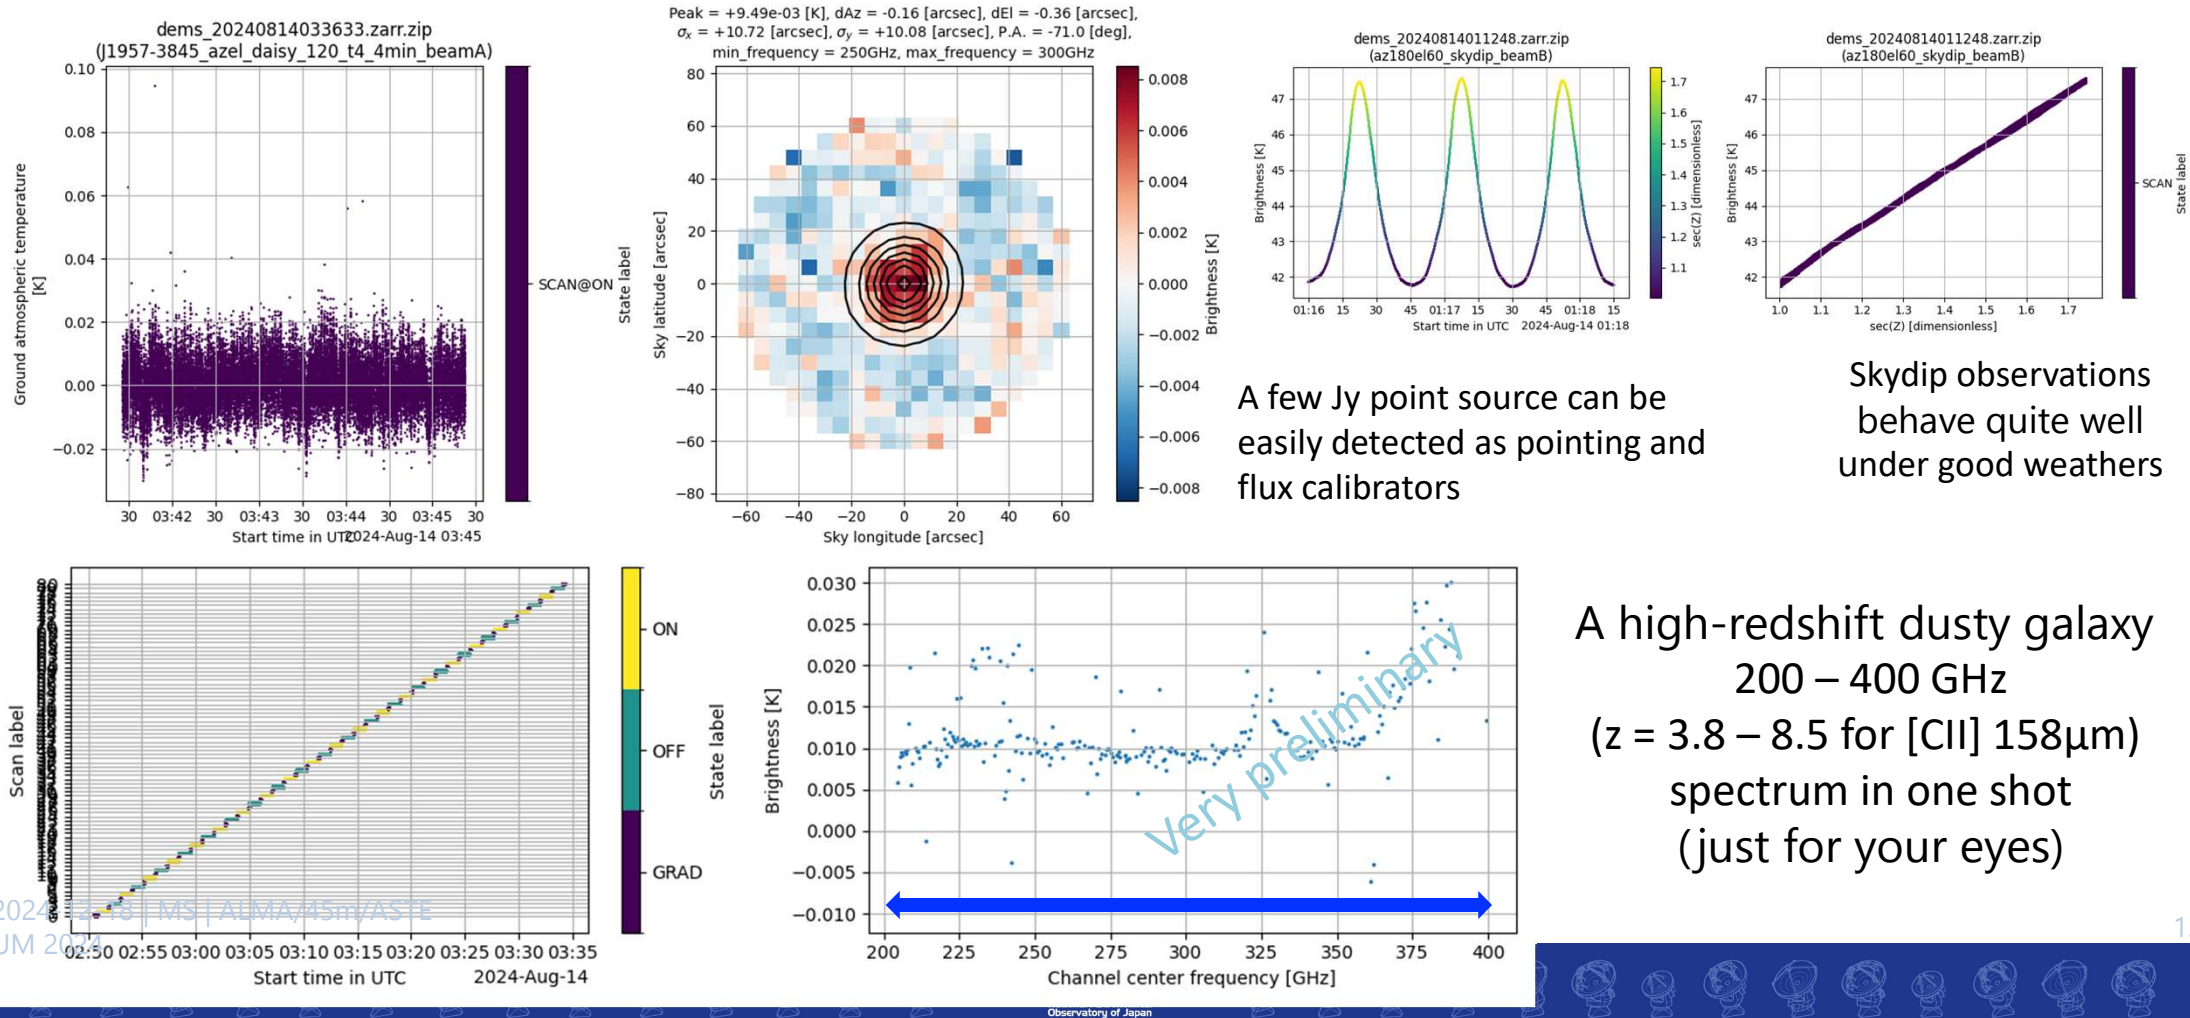 dems_20240814033633.zarr.zip
(J1957-3845_azel_daisy_120_t4_4min_beamA)
0.10
0.08
0.06
0.04
0.02
0.00
−0.02
Ground atmospheric temperature
[K]
30 03:42 30 03:43 30 03:44 30 03:45 30
Start time in UTC
2024-Aug-14 03:45
SCAN@ON
State label
Peak = +9.49e-03 [K], dAz = -0.16 [arcsec], dEl = -0.36 [arcsec],
σx = +10.72 [arcsec], σy = +10.08 [arcsec], P.A. = -71.0 [deg],
min_frequency = 250GHz, max_frequency = 300GHz
80
60
40
20
0
−20
−40
−60
−80
Sky latitude [arcsec]
−60 −40 −20 0 20 40 60
Sky longitude [arcsec]
0.008
0.006
0.004
0.002
0.000
−0.002
−0.004
−0.006
−0.008
Brightness [K]
dems_20240814011248.zarr.zip
(az180el60_skydip_beamB)
47
46
45
44
43
42
Brightness [K]
01:16 15 30 45 01:17 15 30 45 01:18 15
Start time in UTC
2024-Aug-14 01:18
1.7
1.6
1.5
1.4
1.3
1.2
1.1
sec(Z) [dimensionless]
dems_20240814011248.zarr.zip
(az180el60_skydip_beamB)
47
46
45
44
43
42
Brightness [K]
1.0 1.1 1.2 1.3 1.4 1.5 1.6 1.7
sec(Z) [dimensionless]
SCAN
State label
A few Jy point source can be
easily detected as pointing and
flux calibrators
Skydip observations
behave quite well
under good weathers
Scan label
02:50 02:55 03:00 03:05 03:10 03:15 03:20 03:25 03:30 03:35
Start time in UTC
2024-Aug-14
ON
OFF
GRAD
State label
0.030
0.025
0.020
0.015
0.010
0.005
0.000
−0.005
−0.010
Brightness [K]
Very preliminary
200 225 250 275 300 325 350 375 400
Channel center frequency [GHz]
A high-redshift dusty galaxy
200 – 400 GHz
(z = 3.8 – 8.5 for [CII] 158μm)
spectrum in one shot
(just for your eyes)
2024-12-18 | MS | ALMA/45m/ASTE
UM 2024
Observatory of Japan